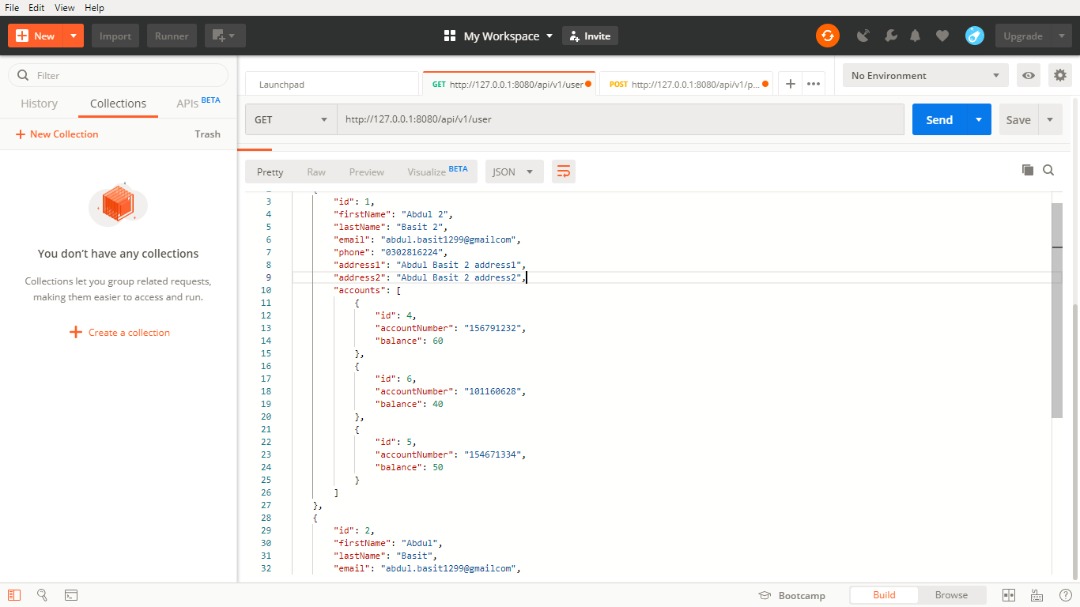 File Edit View Help
New Import Runner My Workspace Invite Upgrade
Filter
History Collections APIs BETA
New Collection Trash
You don't have any collections
Collections let you group related requests,
making them easier to access and run.
Create a collection
Launchpad GET http://127.0.0.1:8080/api/v1/user POST http://127.0.0.1:8080/api/v1/p... No Environment
GET http://127.0.0.1:8080/api/v1/user Send Save
Pretty Raw Preview Visualize BETA JSON
3 "id": 1,
4 "firstName": "Abdul 2",
5 "lastName": "Basit 2",
6 "email": "abdul.basit1299@gmailcom",
7 "phone": "0302816224",
8 "address1": "Abdul Basit 2 address1",
9 "address2": "Abdul Basit 2 address2",
10 "accounts": [
11 {
12 "id": 4,
13 "accountNumber": "156791232",
14 "balance": 60
15 },
16 {
17 "id": 6,
18 "accountNumber": "101160628",
19 "balance": 40
20 },
21 {
22 "id": 5,
23 "accountNumber": "154671334",
24 "balance": 50
25 }
26 ]
27 },
28 {
29 "id": 2,
30 "firstName": "Abdul",
31 "lastName": "Basit",
32 "email": "abdul.basit1299@gmailcom",
Bootcamp Build Browse